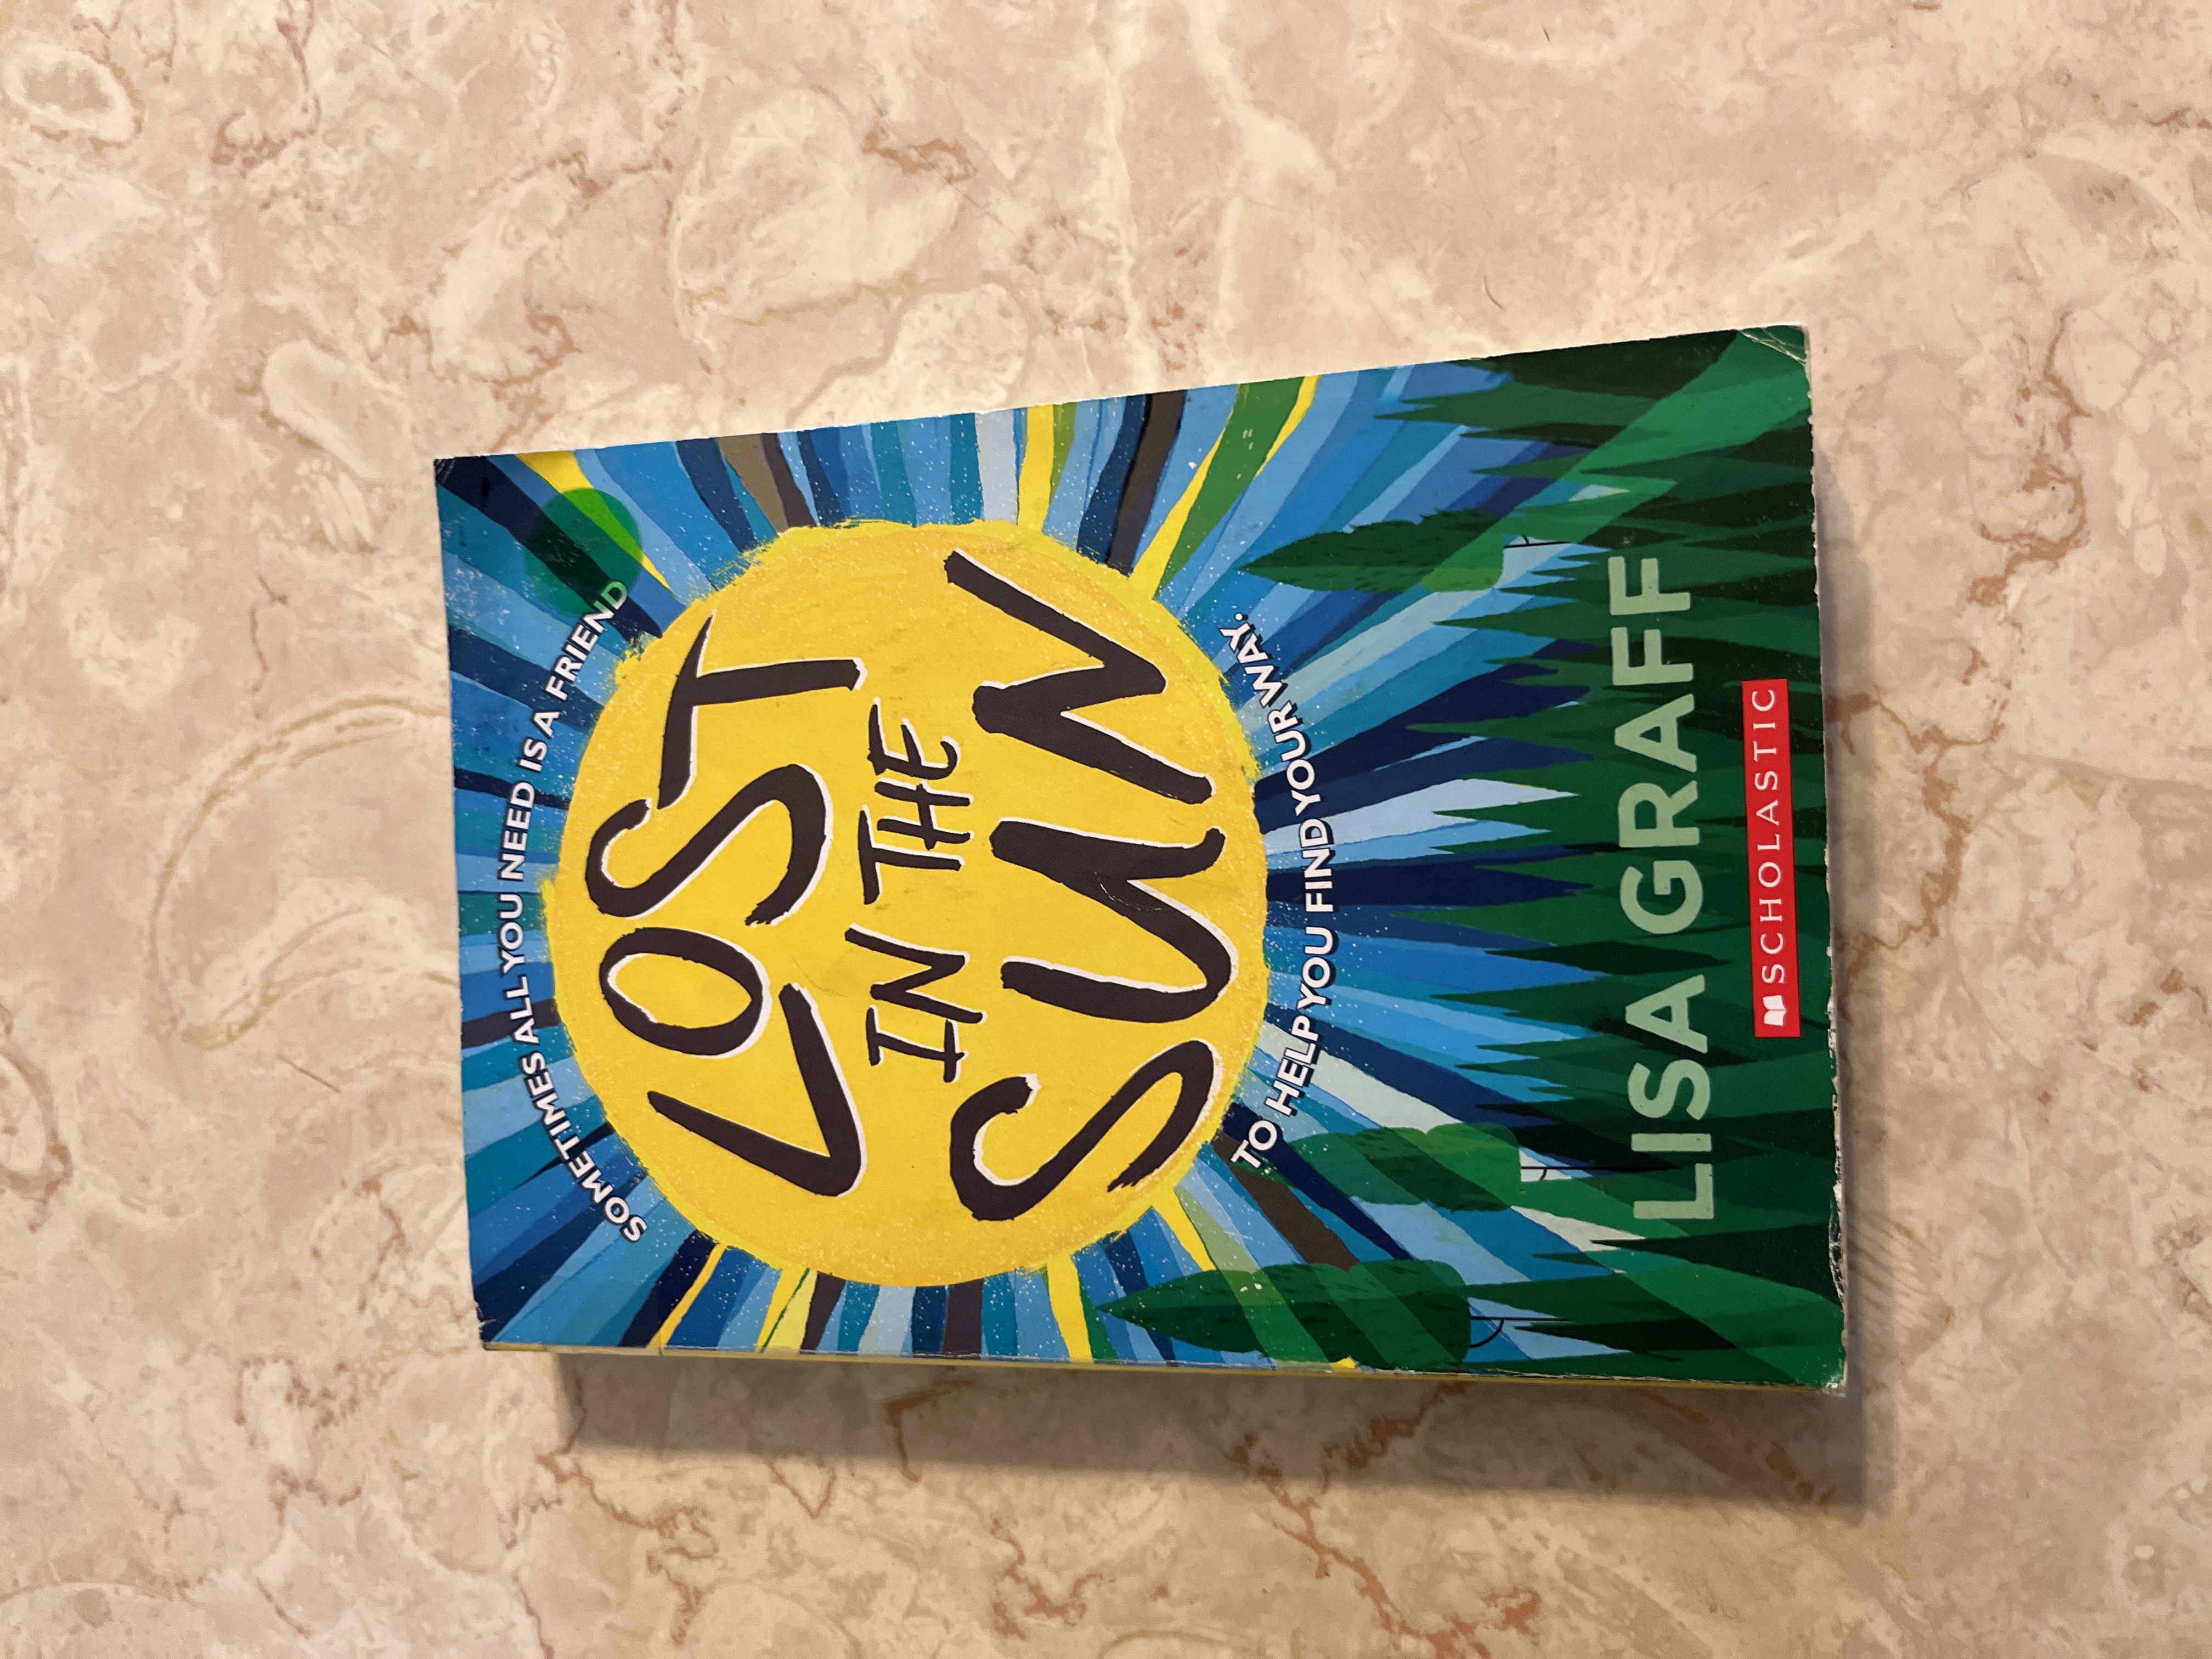 SOMETIMES ALL YOU NEED IS A FRIEND
LOST
IN THE
SUN
TO HELP YOU FIND YOUR WAY.
LISA GRAFF
SCHOLASTIC